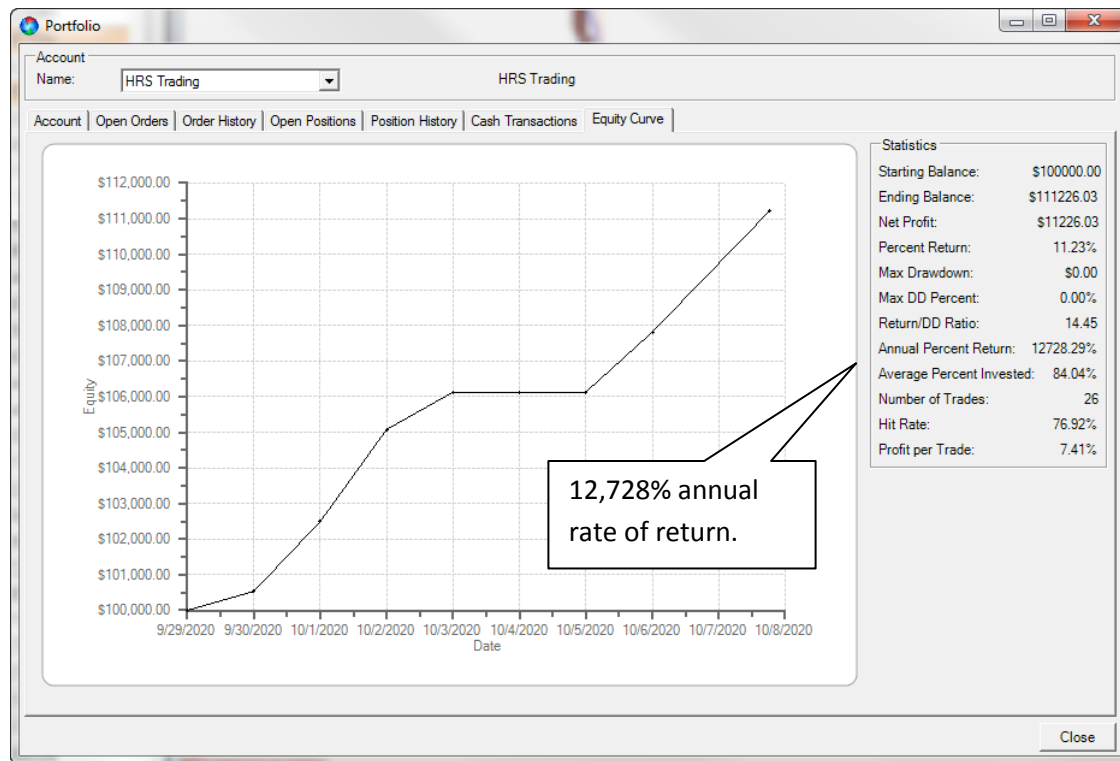 Portfolio
Account
Name: HRS Trading HRS Trading
Account Open Orders Order History Open Positions Position History Cash Transactions Equity Curve
Statistics
Starting Balance: $100000.00
Ending Balance: $111226.03
Net Profit: $11226.03
Percent Return: 11.23%
Max Drawdown: $0.00
Max DD Percent: 0.00%
Return/DD Ratio: 14.45
Annual Percent Return: 12728.29%
Average Percent Invested: 84.04%
Number of Trades: 26
Hit Rate: 76.92%
Profit per Trade: 7.41%
$112,000.00
$111,000.00
$110,000.00
$109,000.00
$108,000.00
$107,000.00
$106,000.00
$105,000.00
$104,000.00
$103,000.00
$102,000.00
$101,000.00
$100,000.00
Equity
9/29/2020 9/30/2020 10/1/2020 10/2/2020 10/3/2020 10/4/2020 10/5/2020 10/6/2020 10/7/2020 10/8/2020
Date
12,728% annual
rate of return.
Close